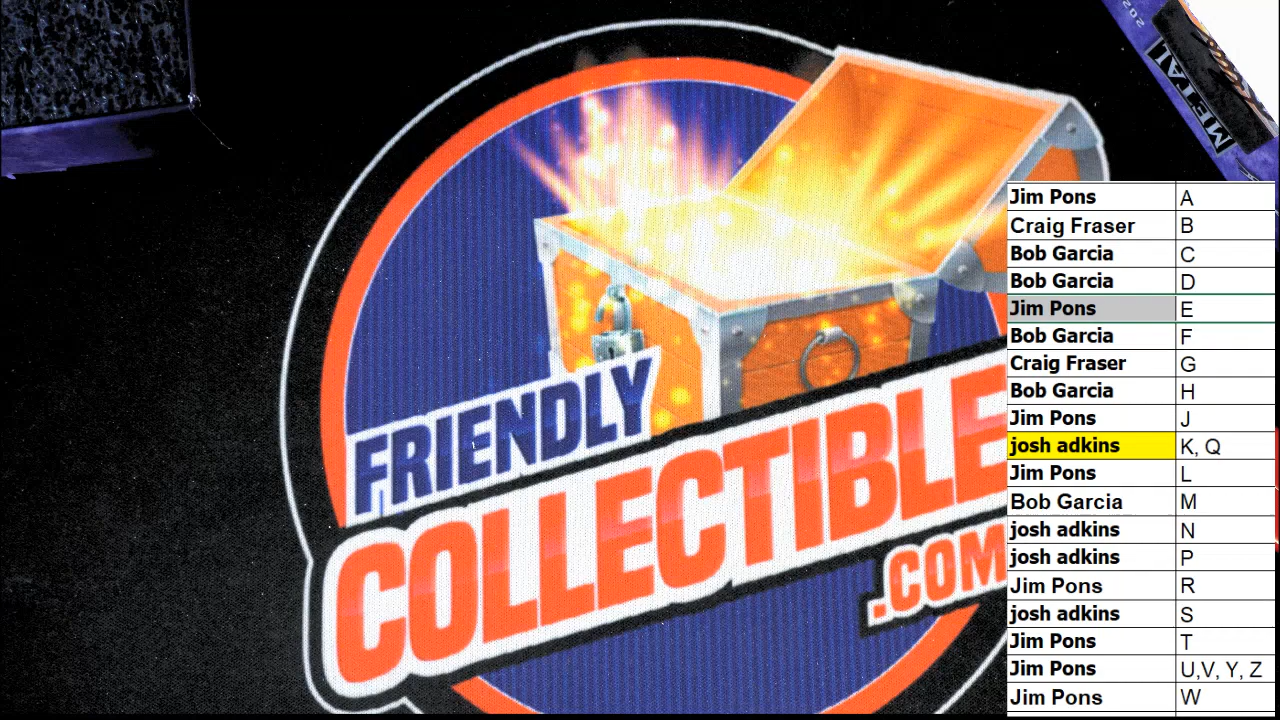 202
METAL
FRIENDLY
COLLECTIBLE
.COM
Jim Pons A
Craig Fraser B
Bob Garcia C
Bob Garcia D
Jim Pons E
Bob Garcia F
Craig Fraser G
Bob Garcia H
Jim Pons J
josh adkins K, Q
Jim Pons L
Bob Garcia M
josh adkins N
josh adkins P
Jim Pons R
josh adkins S
Jim Pons T
Jim Pons U,V, Y, Z
Jim Pons W